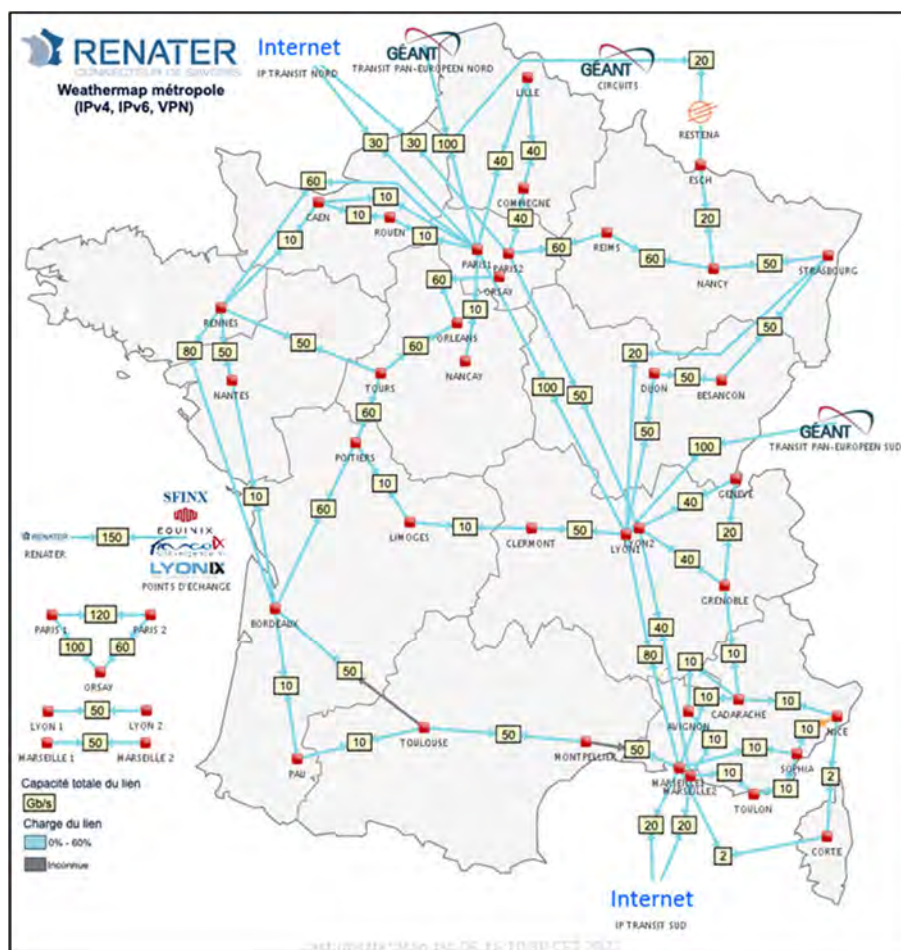 RENATER
CONNECTEUR DE SAVOIRS
Weathermap métropole
(IPv4, IPv6, VPN)
Internet
IP TRANSIT NORD
GÉANT
TRANSIT PAN-EUROPEEN NORD
GÉANT
CIRCUITS
20
RESTENA
ESCH
LILLE
30
30
100
40
40
COMPIEGNE
60
CAEN
10
10
ROUEN
10
10
40
20
PARIS1
PARIS2
60
REIMS
60
NANCY
50
STRASBOURG
ORSAY
60
10
RENNES
ORLEANS
50
60
NANCAY
80
50
NANTES
TOURS
60
100
50
20
50
DIJON
50
BESANCON
POITIERS
50
100
GÉANT
TRANSIT PAN-EUROPÉEN SUD
10
10
60
LIMOGES
10
CLERMONT
50
LYON1
LYON2
40
GENEVE
20
40
GRENOBLE
SFINX
EQUINIX
RENATER
RENATER
150
LYONIX
POINTS D'ÉCHANGE
PARIS 1
120
PARIS 2
100
60
ORSAY
LYON 1
50
LYON 2
MARSEILLE 1
50
MARSEILLE 2
BORDEAUX
50
10
PAU
10
TOULOUSE
50
MONTPELLIER
50
40
80
10
10
10
AVIGNON
CADARACHE
10
10
NICE
10
10
SOPHIA
MARSEILLE1
MARSEILLE2
10
10
TOULON
2
CORTE
2
20
20
Internet
IP TRANSIT SUD
Capacité totale du lien
Gb/s
Charge du lien
0% - 60%
Inconnue